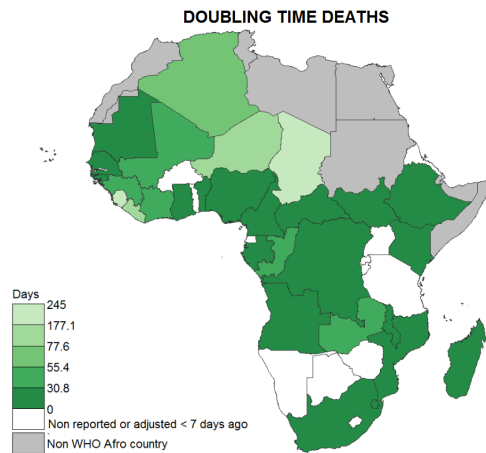 DOUBLING TIME DEATHS
Days
245
177.1
77.6
55.4
30.8
0
Non reported or adjusted < 7 days ago
Non WHO Afro country